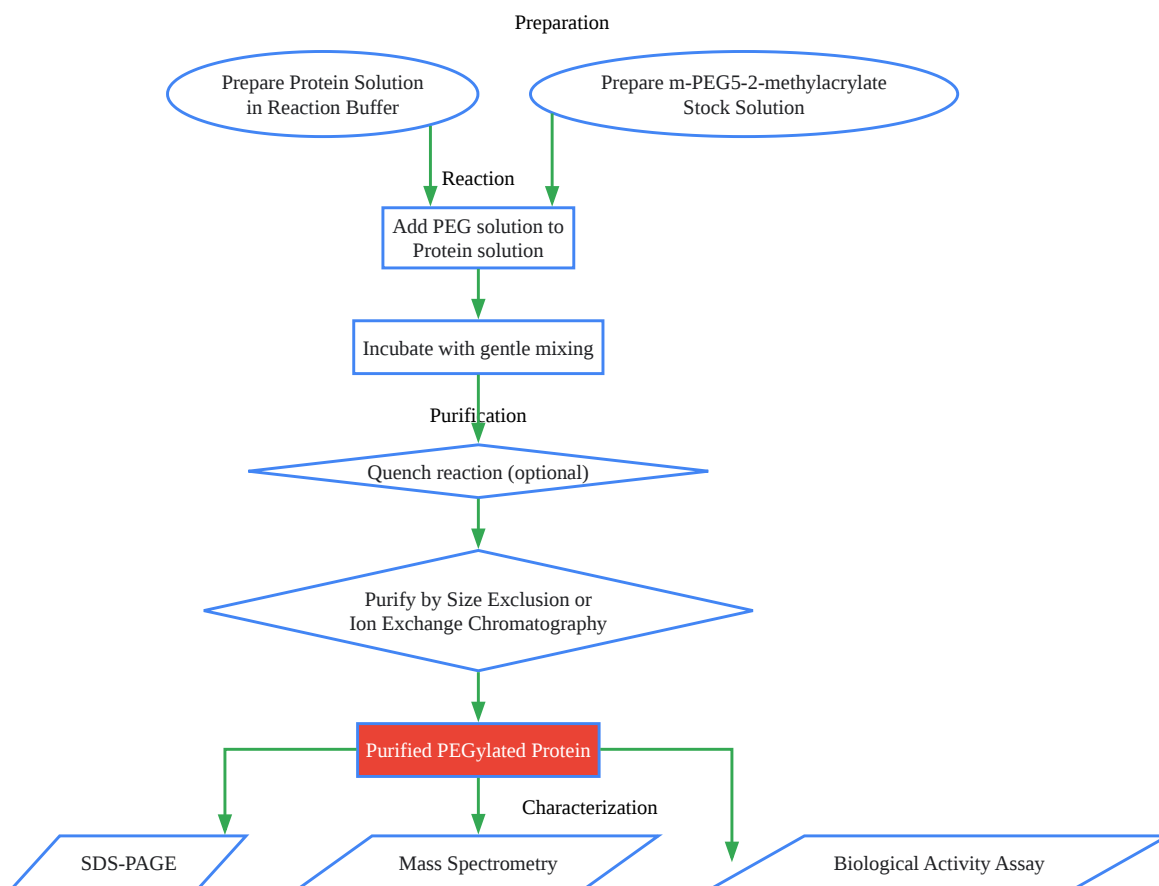 Preparation
Prepare Protein Solution
in Reaction Buffer
Prepare m-PEG5-2-methylacrylate
Stock Solution
Reaction
Add PEG solution to
Protein solution
Incubate with gentle mixing
Purification
Quench reaction (optional)
Purify by Size Exclusion or
Ion Exchange Chromatography
Purified PEGylated Protein
Characterization
SDS-PAGE
Mass Spectrometry
Biological Activity Assay